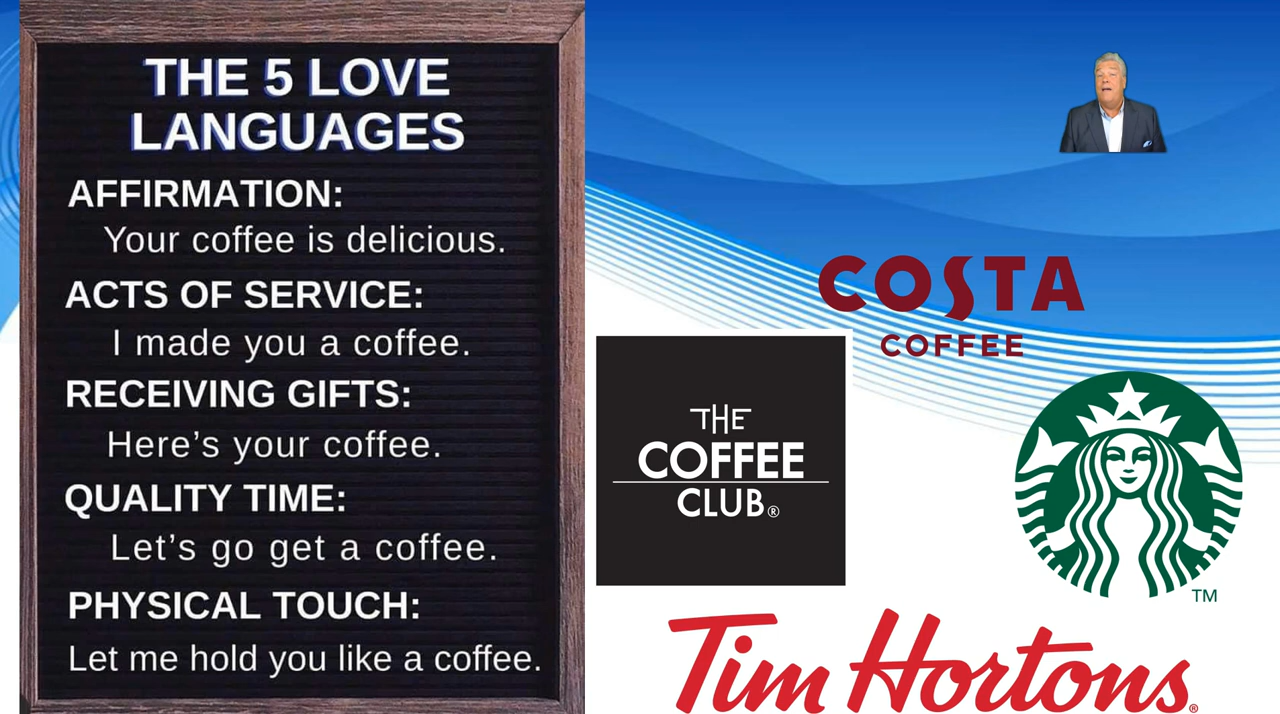 THE 5 LOVE
LANGUAGES
AFFIRMATION:
Your coffee is delicious.
ACTS OF SERVICE:
I made you a coffee.
RECEIVING GIFTS:
Here’s your coffee.
QUALITY TIME:
Let’s go get a coffee.
PHYSICAL TOUCH:
Let me hold you like a coffee.
COSTA
COFFEE
THE
COFFEE
CLUB®
TM
Tim Hortons®